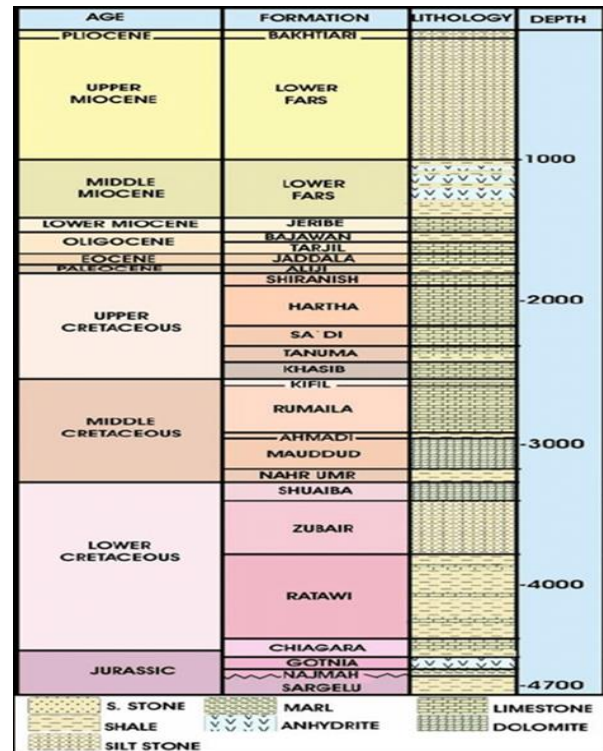 AGE FORMATION LITHOLOGY DEPTH
PLIOCENE BAKHTIARI
UPPER MIOCENE LOWER FARS
-1000
MIDDLE MIOCENE LOWER FARS
LOWER MIOCENE JERIBE
OLIGOCENE BAJAWAN
TARJIL
EOCENE JADDALA
PALEOCENE ALIJI
SHIRANISH
-2000
UPPER CRETACEOUS HARTHA
SA`DI
TANUMA
KHASIB
KIFIL
MIDDLE CRETACEOUS RUMAILA
AHMADI
-3000
MAUDDUD
NAHR UMR
SHUAIBA
LOWER CRETACEOUS ZUBAIR
-4000
RATAWI
CHIAGARA
JURASSIC GOTNIA
NAJMAH
SARGELU
-4700
S. STONE MARL LIMESTONE
SHALE ANHYDRITE DOLOMITE
SILT STONE